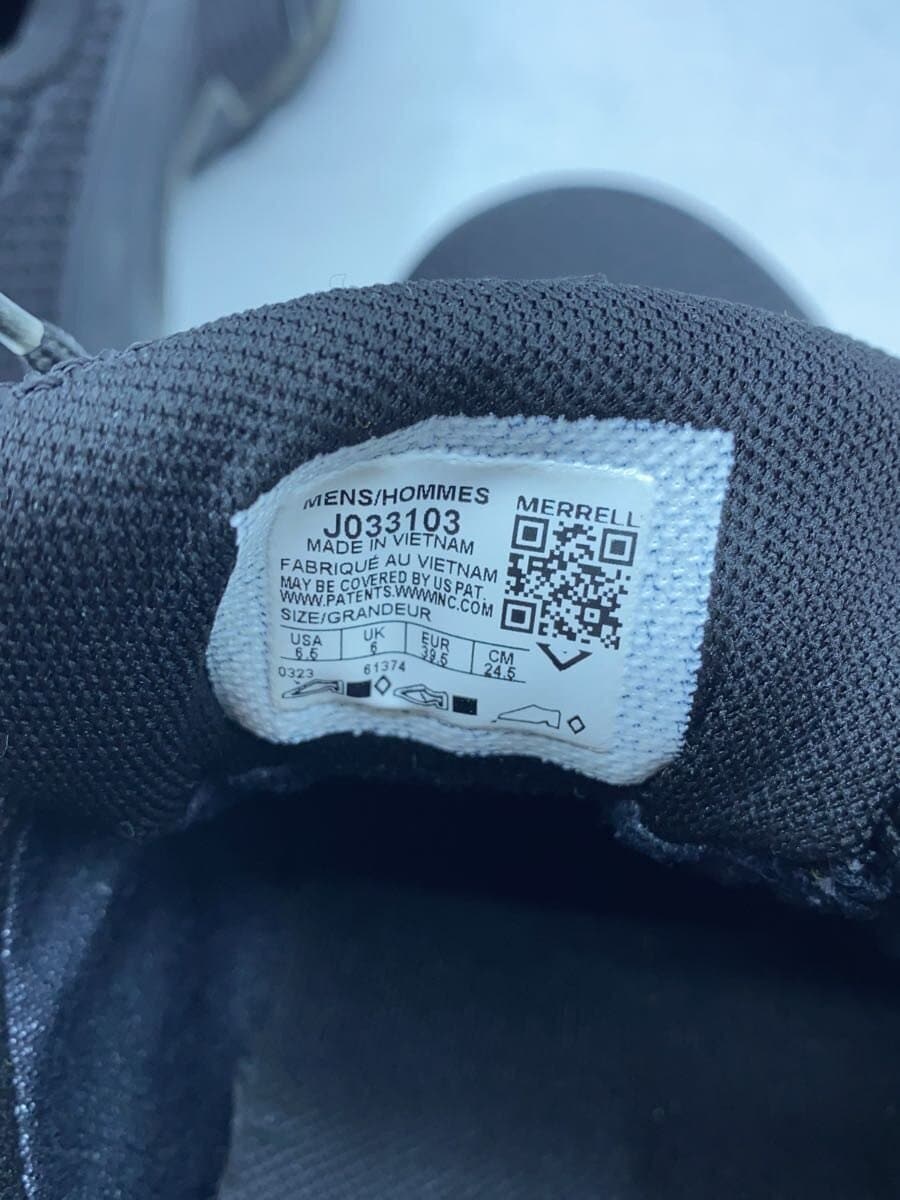 MENS/HOMMES
J033103
MADE IN VIETNAM
FABRIQUÉ AU VIETNAM
MAY BE COVERED BY US PAT.
WWW.PATENTS.WWWINC.COM
SIZE/GRANDEUR
USA UK EUR CM
6.5 6 39.5 24.5
0323 61374
MERRELL